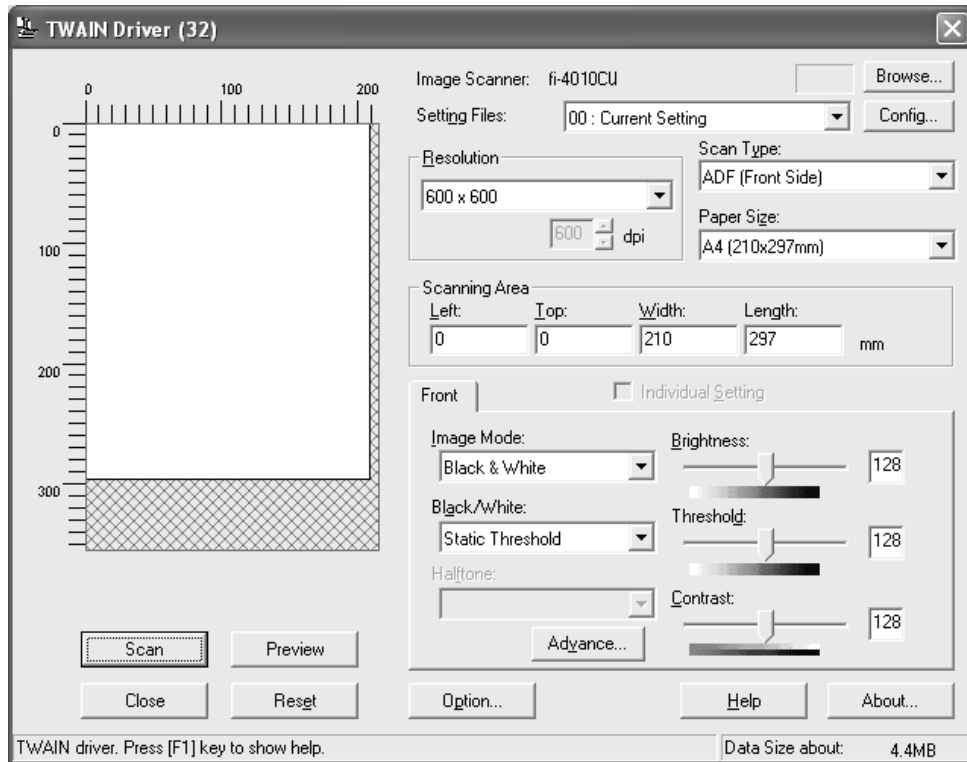 TWAIN Driver (32)
Image Scanner: fi-4010CU
Browse...
Setting Files: 00 : Current Setting
Config...
0 100 200
0
100
200
300
Resolution
600 x 600
600 dpi
Scan Type:
ADF (Front Side)
Paper Size:
A4 (210x297mm)
Scanning Area
Left: Top: Width: Length:
0 0 210 297 mm
Front
Individual Setting
Image Mode:
Black & White
Black/White:
Static Threshold
Halftone:
Advance...
Brightness:
128
Threshold:
128
Contrast:
128
Scan Preview
Close Reset Option... Help About...
TWAIN driver. Press [F1] key to show help. Data Size about: 4.4MB